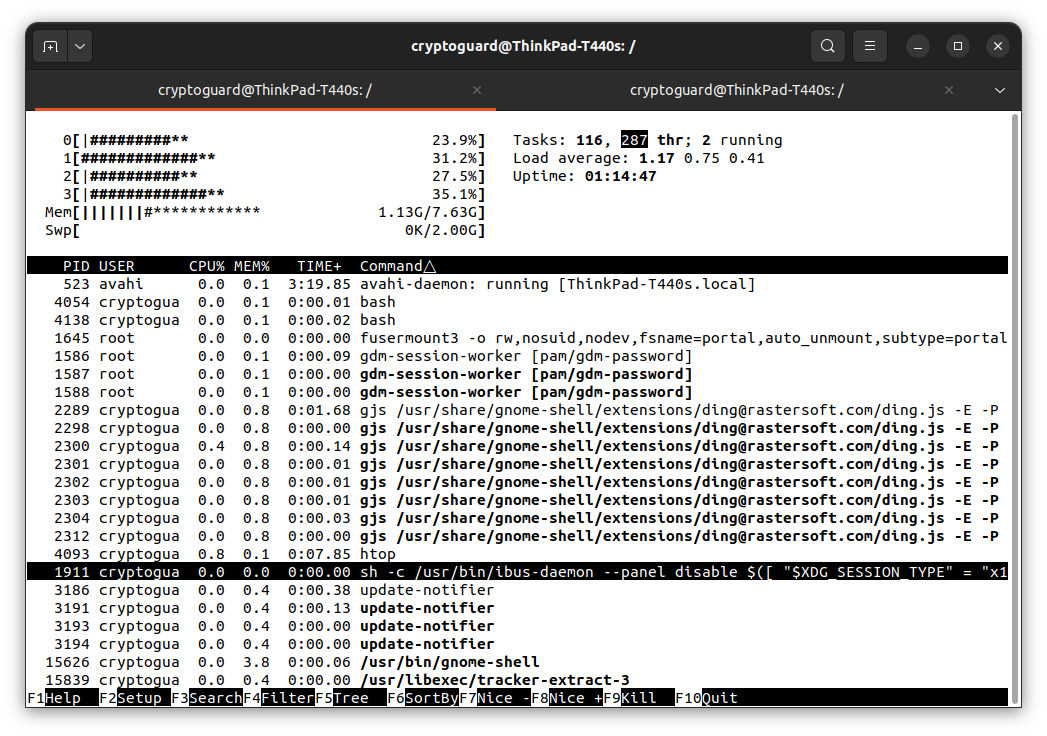 cryptoguard@ThinkPad-T440s: /
cryptoguard@ThinkPad-T440s: /
cryptoguard@ThinkPad-T440s: /
0[|#########** 23.9%] Tasks: 116, 287 thr; 2 running
1[#############** 31.2%] Load average: 1.17 0.75 0.41
2[|##########** 27.5%] Uptime: 01:14:47
3[|#############** 35.1%]
Mem[|||||||#************ 1.13G/7.63G]
Swp[ 0K/2.00G]
PID USER CPU% MEM% TIME+ Command△
523 avahi 0.0 0.1 3:19.85 avahi-daemon: running [ThinkPad-T440s.local]
4054 cryptogua 0.0 0.1 0:00.01 bash
4138 cryptogua 0.0 0.1 0:00.02 bash
1645 root 0.0 0.0 0:00.00 fusermount3 -o rw,nosuid,nodev,fsname=portal,auto_unmount,subtype=portal
1586 root 0.0 0.1 0:00.09 gdm-session-worker [pam/gdm-password]
1587 root 0.0 0.1 0:00.00 gdm-session-worker [pam/gdm-password]
1588 root 0.0 0.1 0:00.00 gdm-session-worker [pam/gdm-password]
2289 cryptogua 0.0 0.8 0:01.68 gjs /usr/share/gnome-shell/extensions/ding@rastersoft.com/ding.js -E -P
2298 cryptogua 0.0 0.8 0:00.00 gjs /usr/share/gnome-shell/extensions/ding@rastersoft.com/ding.js -E -P
2300 cryptogua 0.4 0.8 0:00.14 gjs /usr/share/gnome-shell/extensions/ding@rastersoft.com/ding.js -E -P
2301 cryptogua 0.0 0.8 0:00.01 gjs /usr/share/gnome-shell/extensions/ding@rastersoft.com/ding.js -E -P
2302 cryptogua 0.0 0.8 0:00.01 gjs /usr/share/gnome-shell/extensions/ding@rastersoft.com/ding.js -E -P
2303 cryptogua 0.0 0.8 0:00.01 gjs /usr/share/gnome-shell/extensions/ding@rastersoft.com/ding.js -E -P
2304 cryptogua 0.0 0.8 0:00.03 gjs /usr/share/gnome-shell/extensions/ding@rastersoft.com/ding.js -E -P
2312 cryptogua 0.0 0.8 0:00.00 gjs /usr/share/gnome-shell/extensions/ding@rastersoft.com/ding.js -E -P
4093 cryptogua 0.8 0.1 0:07.85 htop
1911 cryptogua 0.0 0.0 0:00.00 sh -c /usr/bin/ibus-daemon --panel disable $([ "$XDG_SESSION_TYPE" = "x1
3186 cryptogua 0.0 0.4 0:00.38 update-notifier
3191 cryptogua 0.0 0.4 0:00.13 update-notifier
3193 cryptogua 0.0 0.4 0:00.00 update-notifier
3194 cryptogua 0.0 0.4 0:00.00 update-notifier
15626 cryptogua 0.0 3.8 0:00.06 /usr/bin/gnome-shell
15839 cryptogua 0.0 0.4 0:00.00 /usr/libexec/tracker-extract-3
F1Help F2Setup F3SearchF4FilterF5Tree F6SortByF7Nice -F8Nice +F9Kill F10Quit